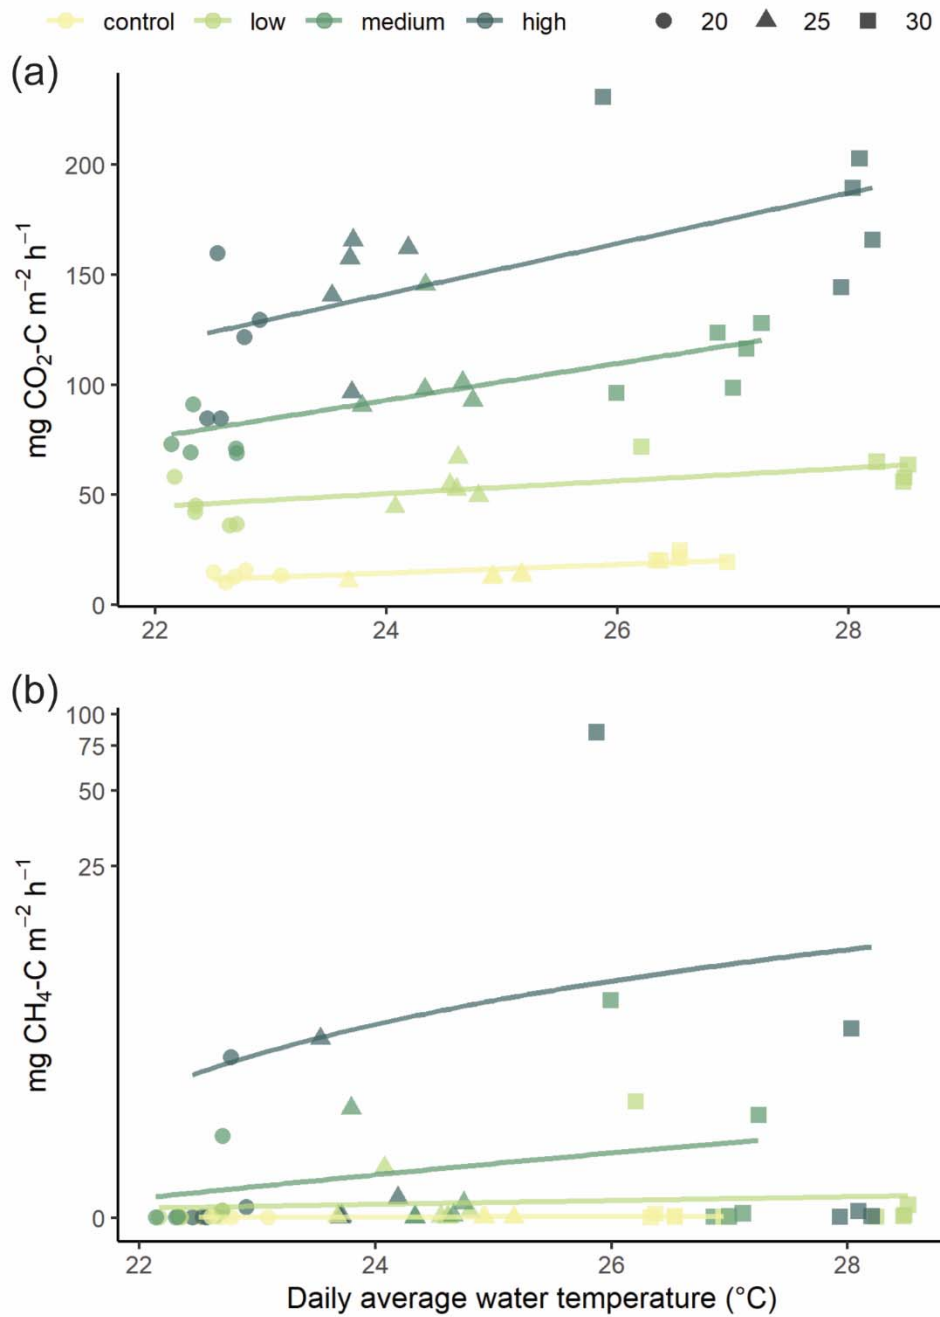 control low medium high 20 25 30
(a)
mg CO₂-C m⁻² h⁻¹
200
150
100
50
0
22 24 26 28
(b)
mg CH₄-C m⁻² h⁻¹
100
75
50
25
0
22 24 26 28
Daily average water temperature (°C)